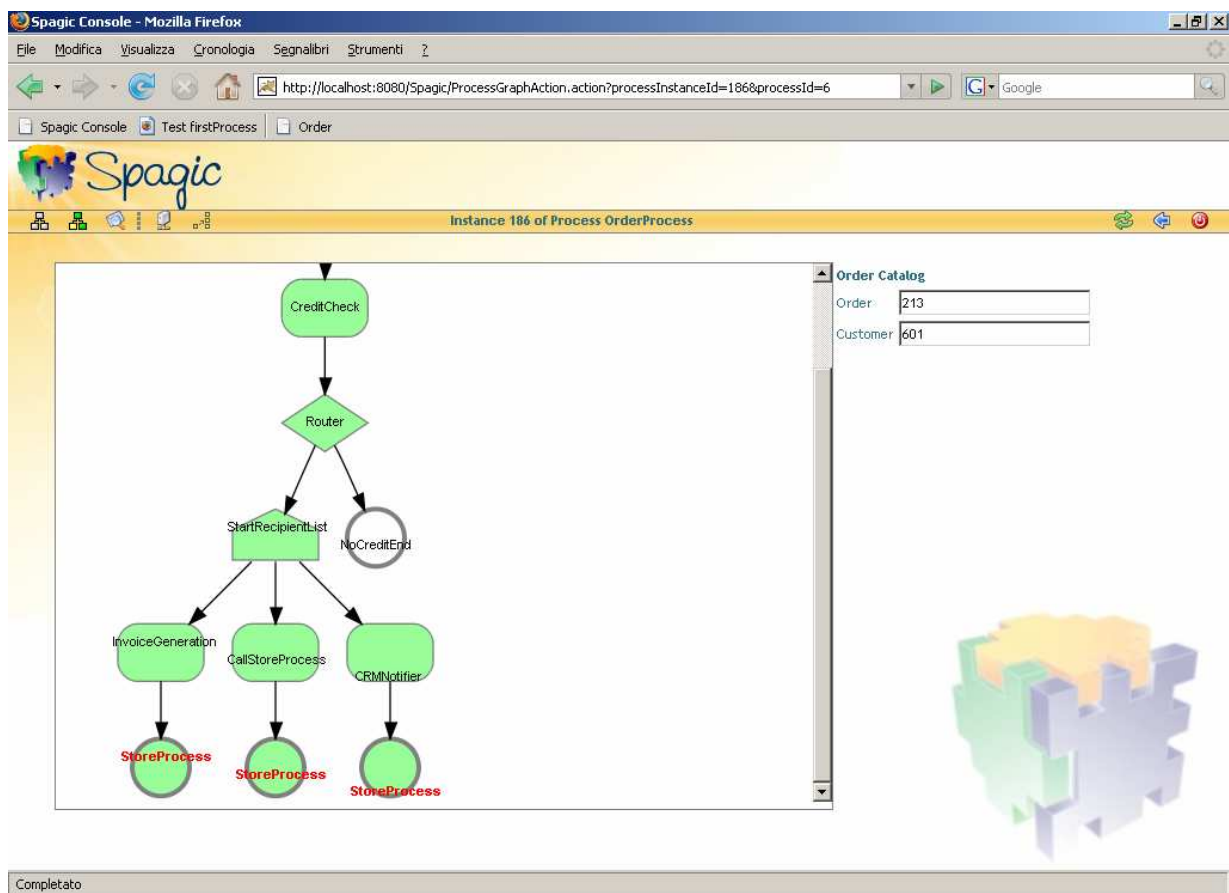 Spagic Console - Mozilla Firefox
File Modifica Visualizza Cronologia Segnalibri Strumenti ?
http://localhost:8080/Spagic/ProcessGraphAction.action?processInstanceId=186&processId=6 Google
Spagic Console Test firstProcess Order
Spagic
Instance 186 of Process OrderProcess
Order Catalog
Order 213
Customer 601
CreditCheck
Router
StartRecipientList
NoCreditEnd
InvoiceGeneration
CallStoreProcess
CRMNotifier
StoreProcess
StoreProcess
StoreProcess
Completato